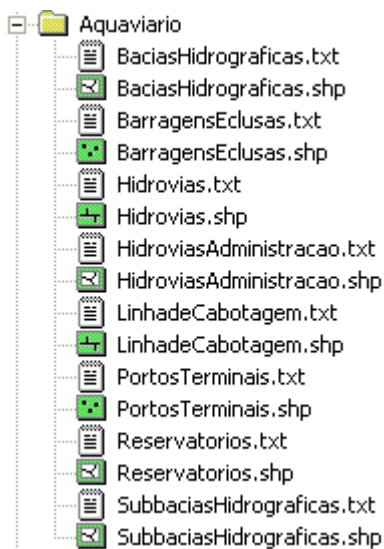 Aquaviario
BaciasHidrograficas.txt
BaciasHidrograficas.shp
BarragensEclusas.txt
BarragensEclusas.shp
Hidrovias.txt
Hidrovias.shp
HidroviasAdministracao.txt
HidroviasAdministracao.shp
LinhadeCabotagem.txt
LinhadeCabotagem.shp
PortosTerminais.txt
PortosTerminais.shp
Reservatorios.txt
Reservatorios.shp
SubbaciasHidrograficas.txt
SubbaciasHidrograficas.shp